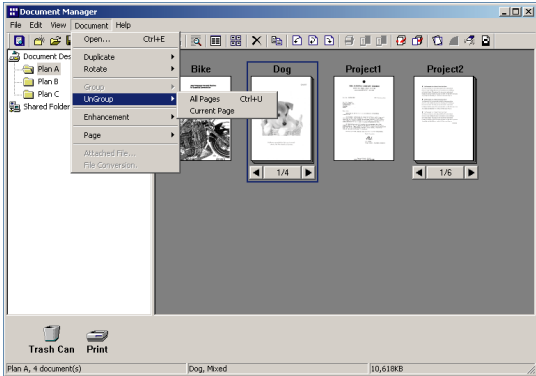 Document Manager
File Edit View Document Help
Open... Ctrl+E
Duplicate
Rotate
Group
UnGroup
Enhancement
Page
Attached File...
File Conversion.
All Pages Ctrl+U
Current Page
Document Des
Plan A
Plan B
Plan C
Shared Folder
Bike Dog Project1 Project2
1/4 1/6
Trash Can Print
Plan A, 4 document(s) Dog, Mixed 10,618KB